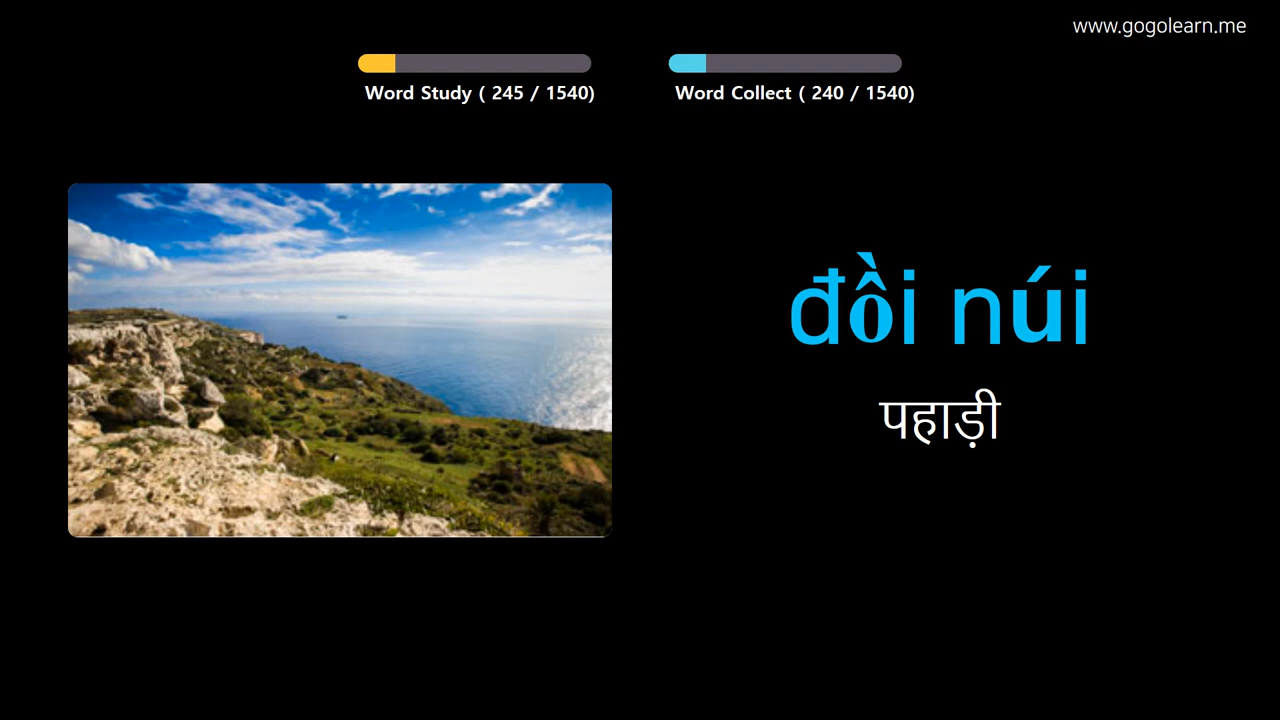 www.gogolearn.me
Word Study ( 245 / 1540)
Word Collect ( 240 / 1540)
đồi núi
पहाड़ी